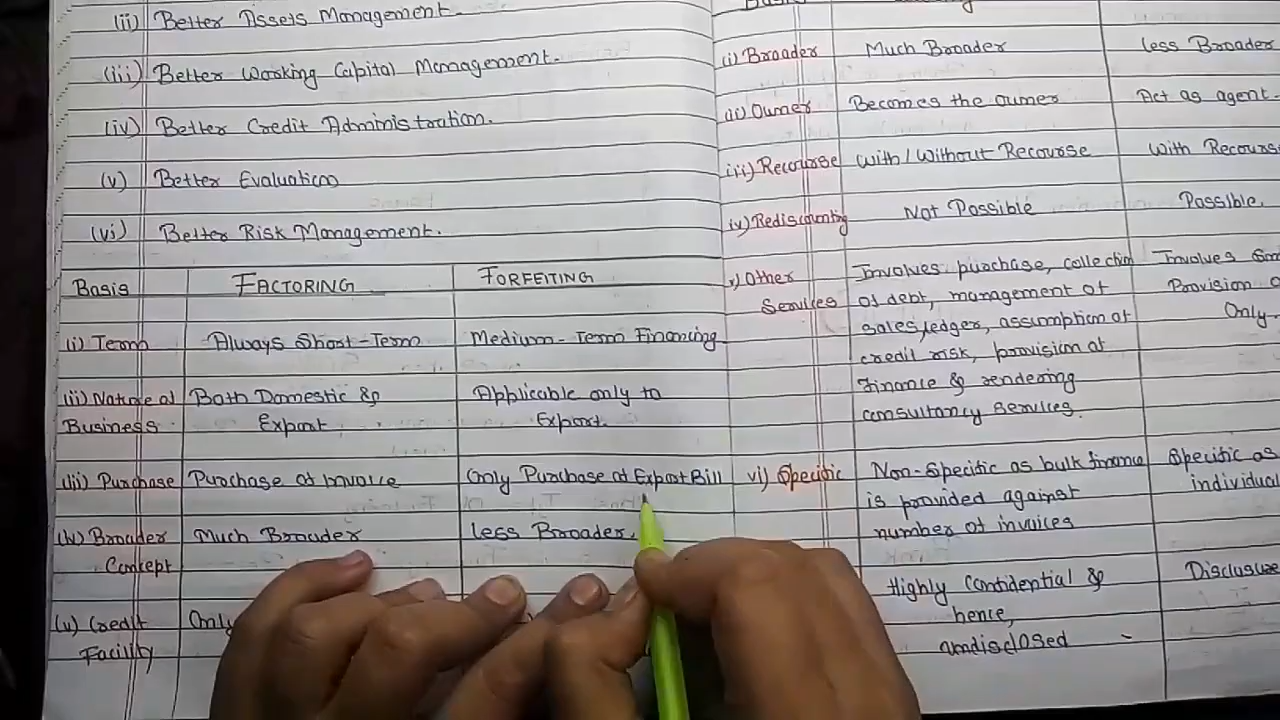 (ii) Better Assets Management.
(iii) Better Working Capital Management.
(iv) Better Credit Administration.
(v) Better Evaluation
(vi) Better Risk Management.
Basis FACTORING FORFEITING
(i) Term Always Short-Term Medium-Term Financing
(ii) Nature of Both Domestic & Applicable only to
Business. Export Export.
(iii) Purchase Purchase of Invoice Only Purchase of Export Bill
(iv) Broader Much Broader less Broader.
Concept
(v) Credit Only
Facility
(i) Broader Much Broader less Broader
ii) Owner Becomes the owner Act as agent.
iii) Recourse With/Without Recourse With Recourse
iv) Rediscounting Not Possible Possible.
v) Other Involves purchase, collection Involves
Services of debt, management of Provision
sales ledger, assumption of Only.
credit risk, provision of
finance & rendering
consultancy services.
vi) Specific Non-Specific as bulk finance Specific as
is provided against individual
number of invoices
Highly Confidential & Disclosure
hence,
undisclosed